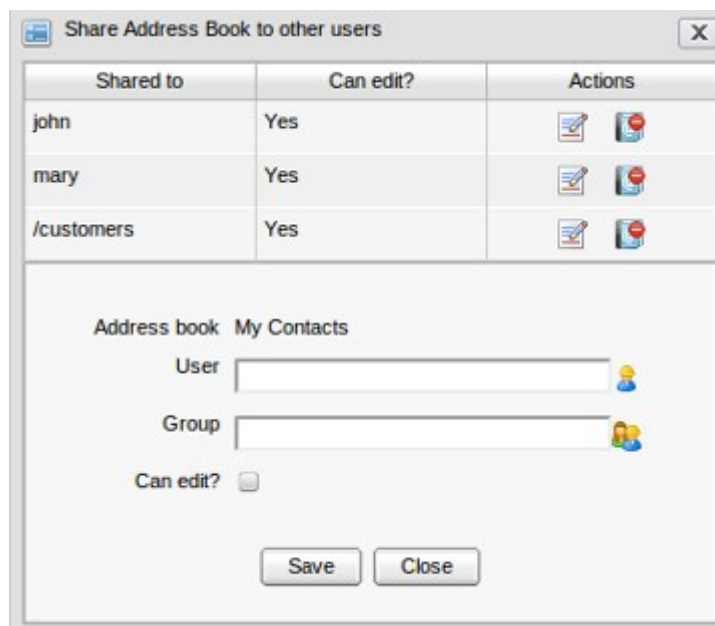 Share Address Book to other users X
Shared to Can edit? Actions
john Yes
mary Yes
/customers Yes
Address book My Contacts
User
Group
Can edit?
Save Close